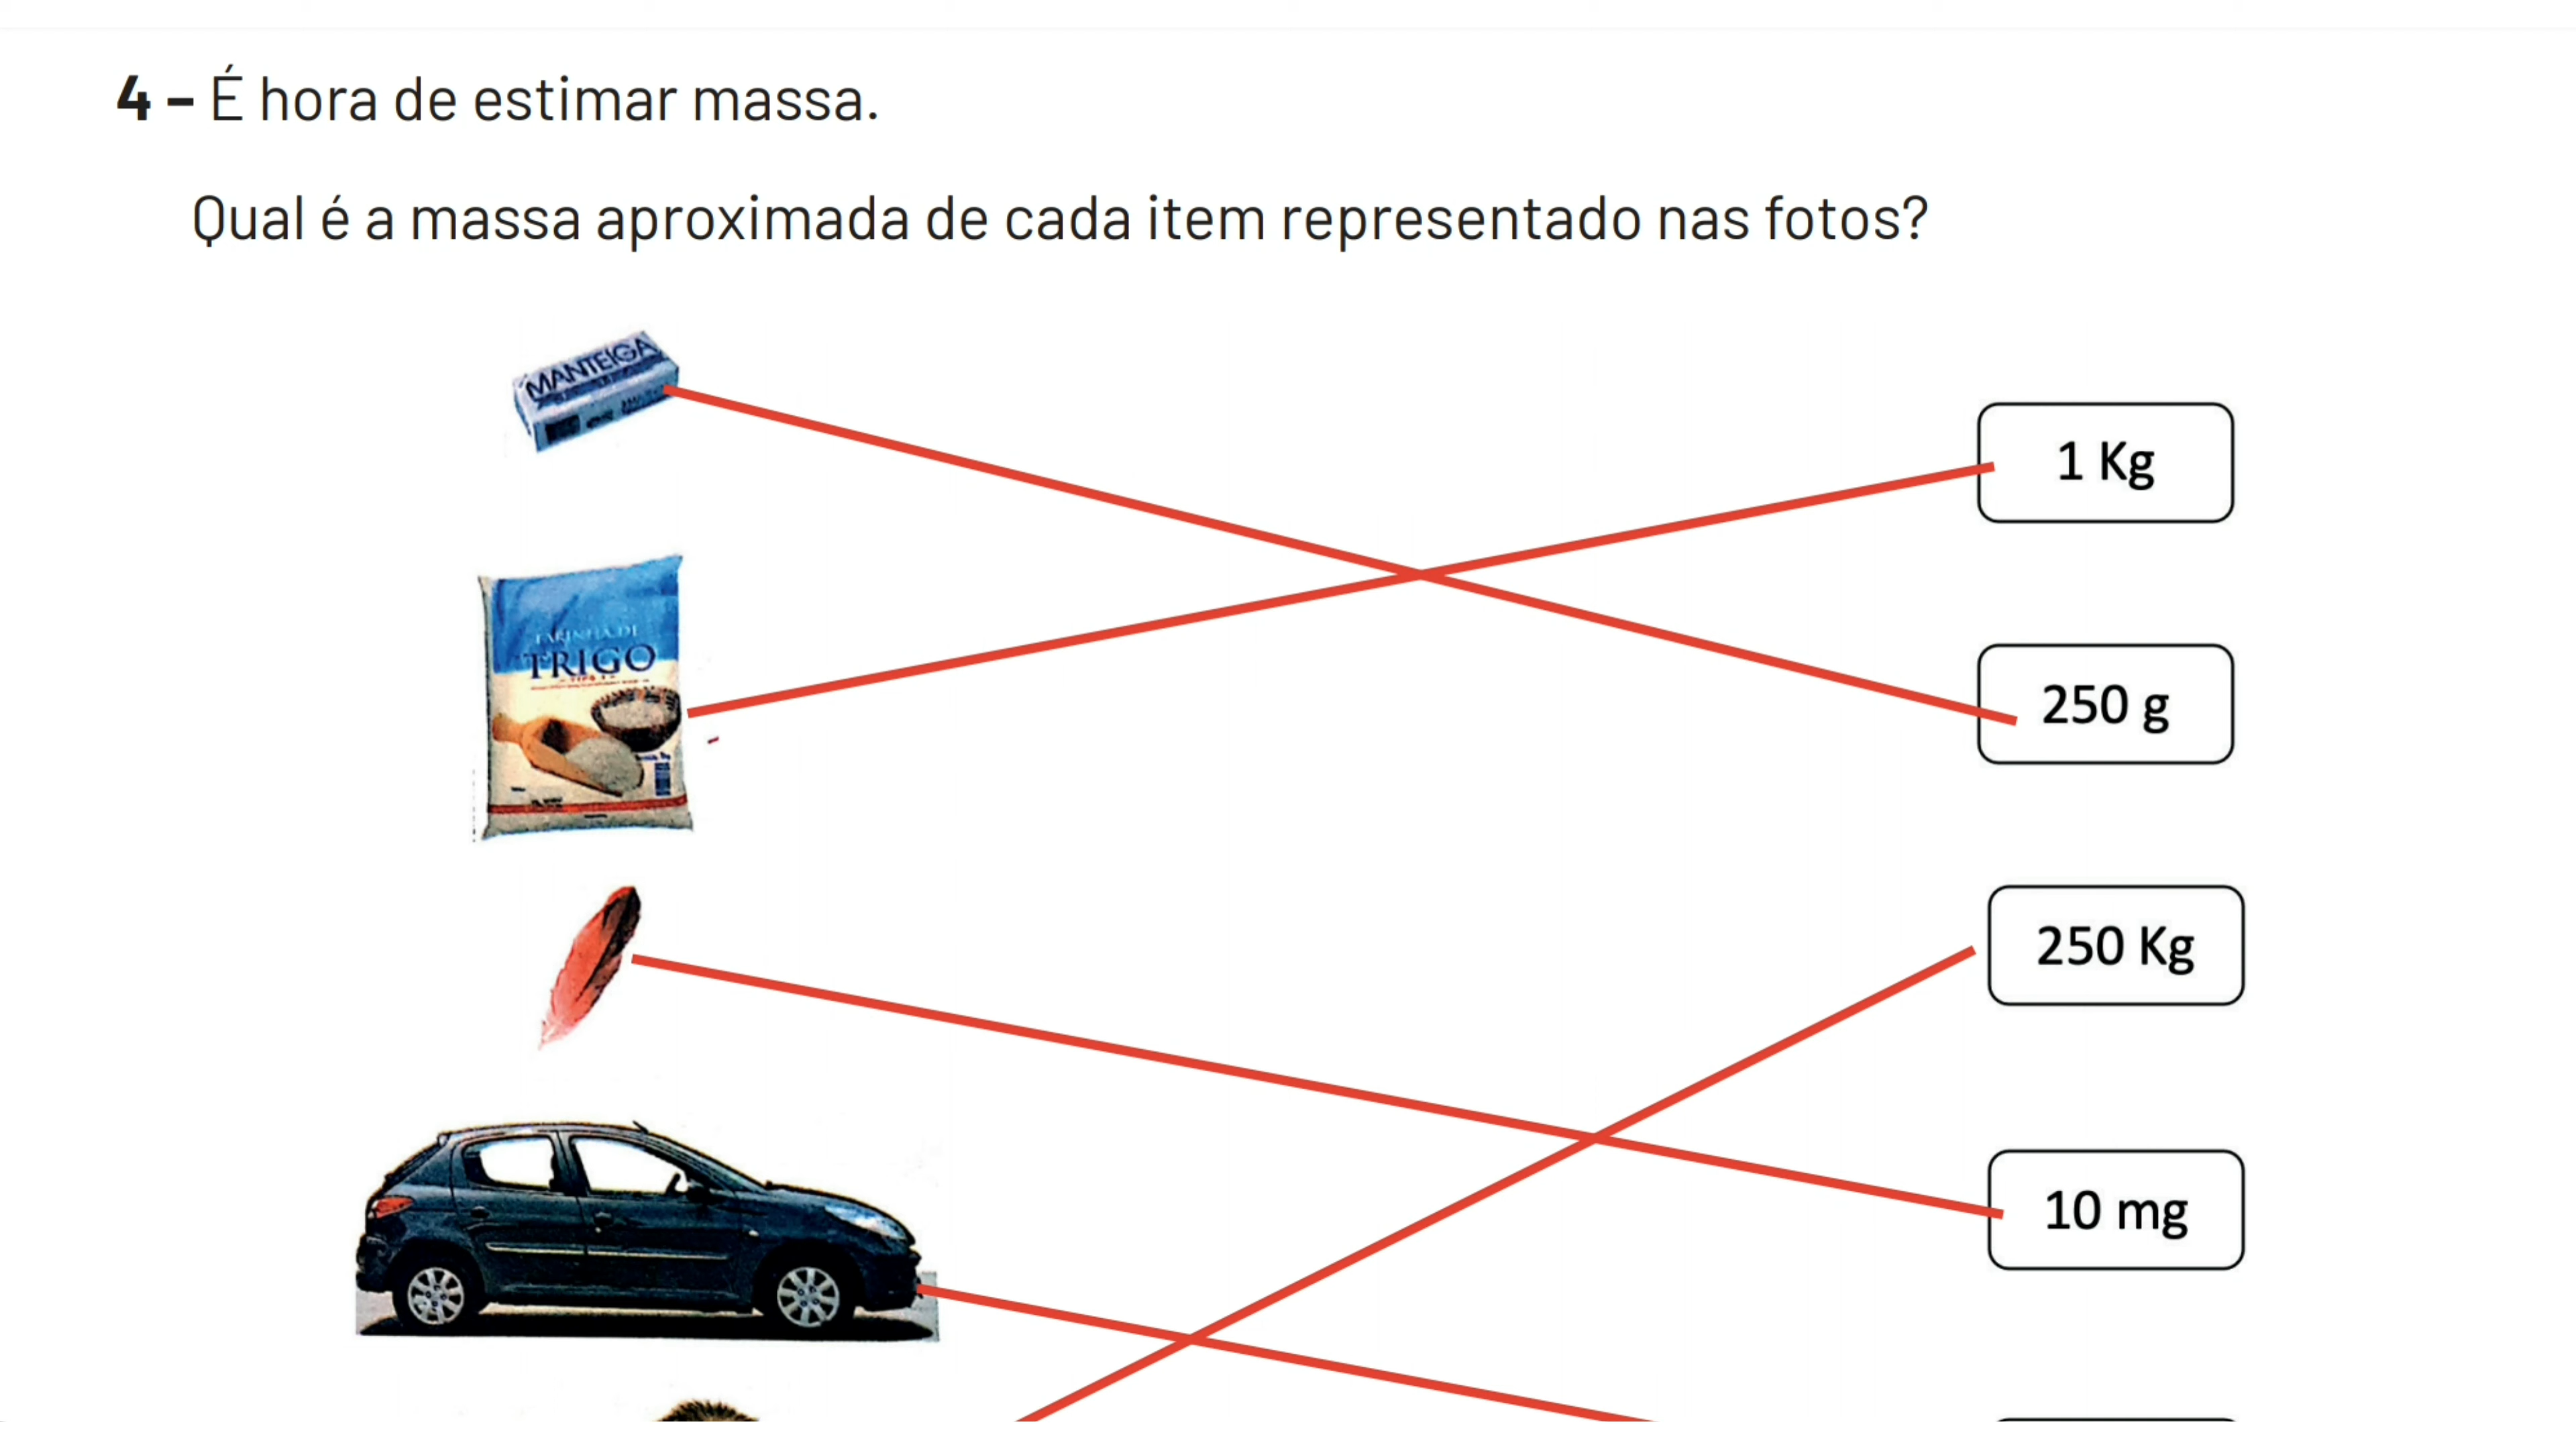 4 – É hora de estimar massa.
Qual é a massa aproximada de cada item representado nas fotos?
MANTEIGA
1 Kg
FARINHA DE
TRIGO
250 g
250 Kg
10 mg